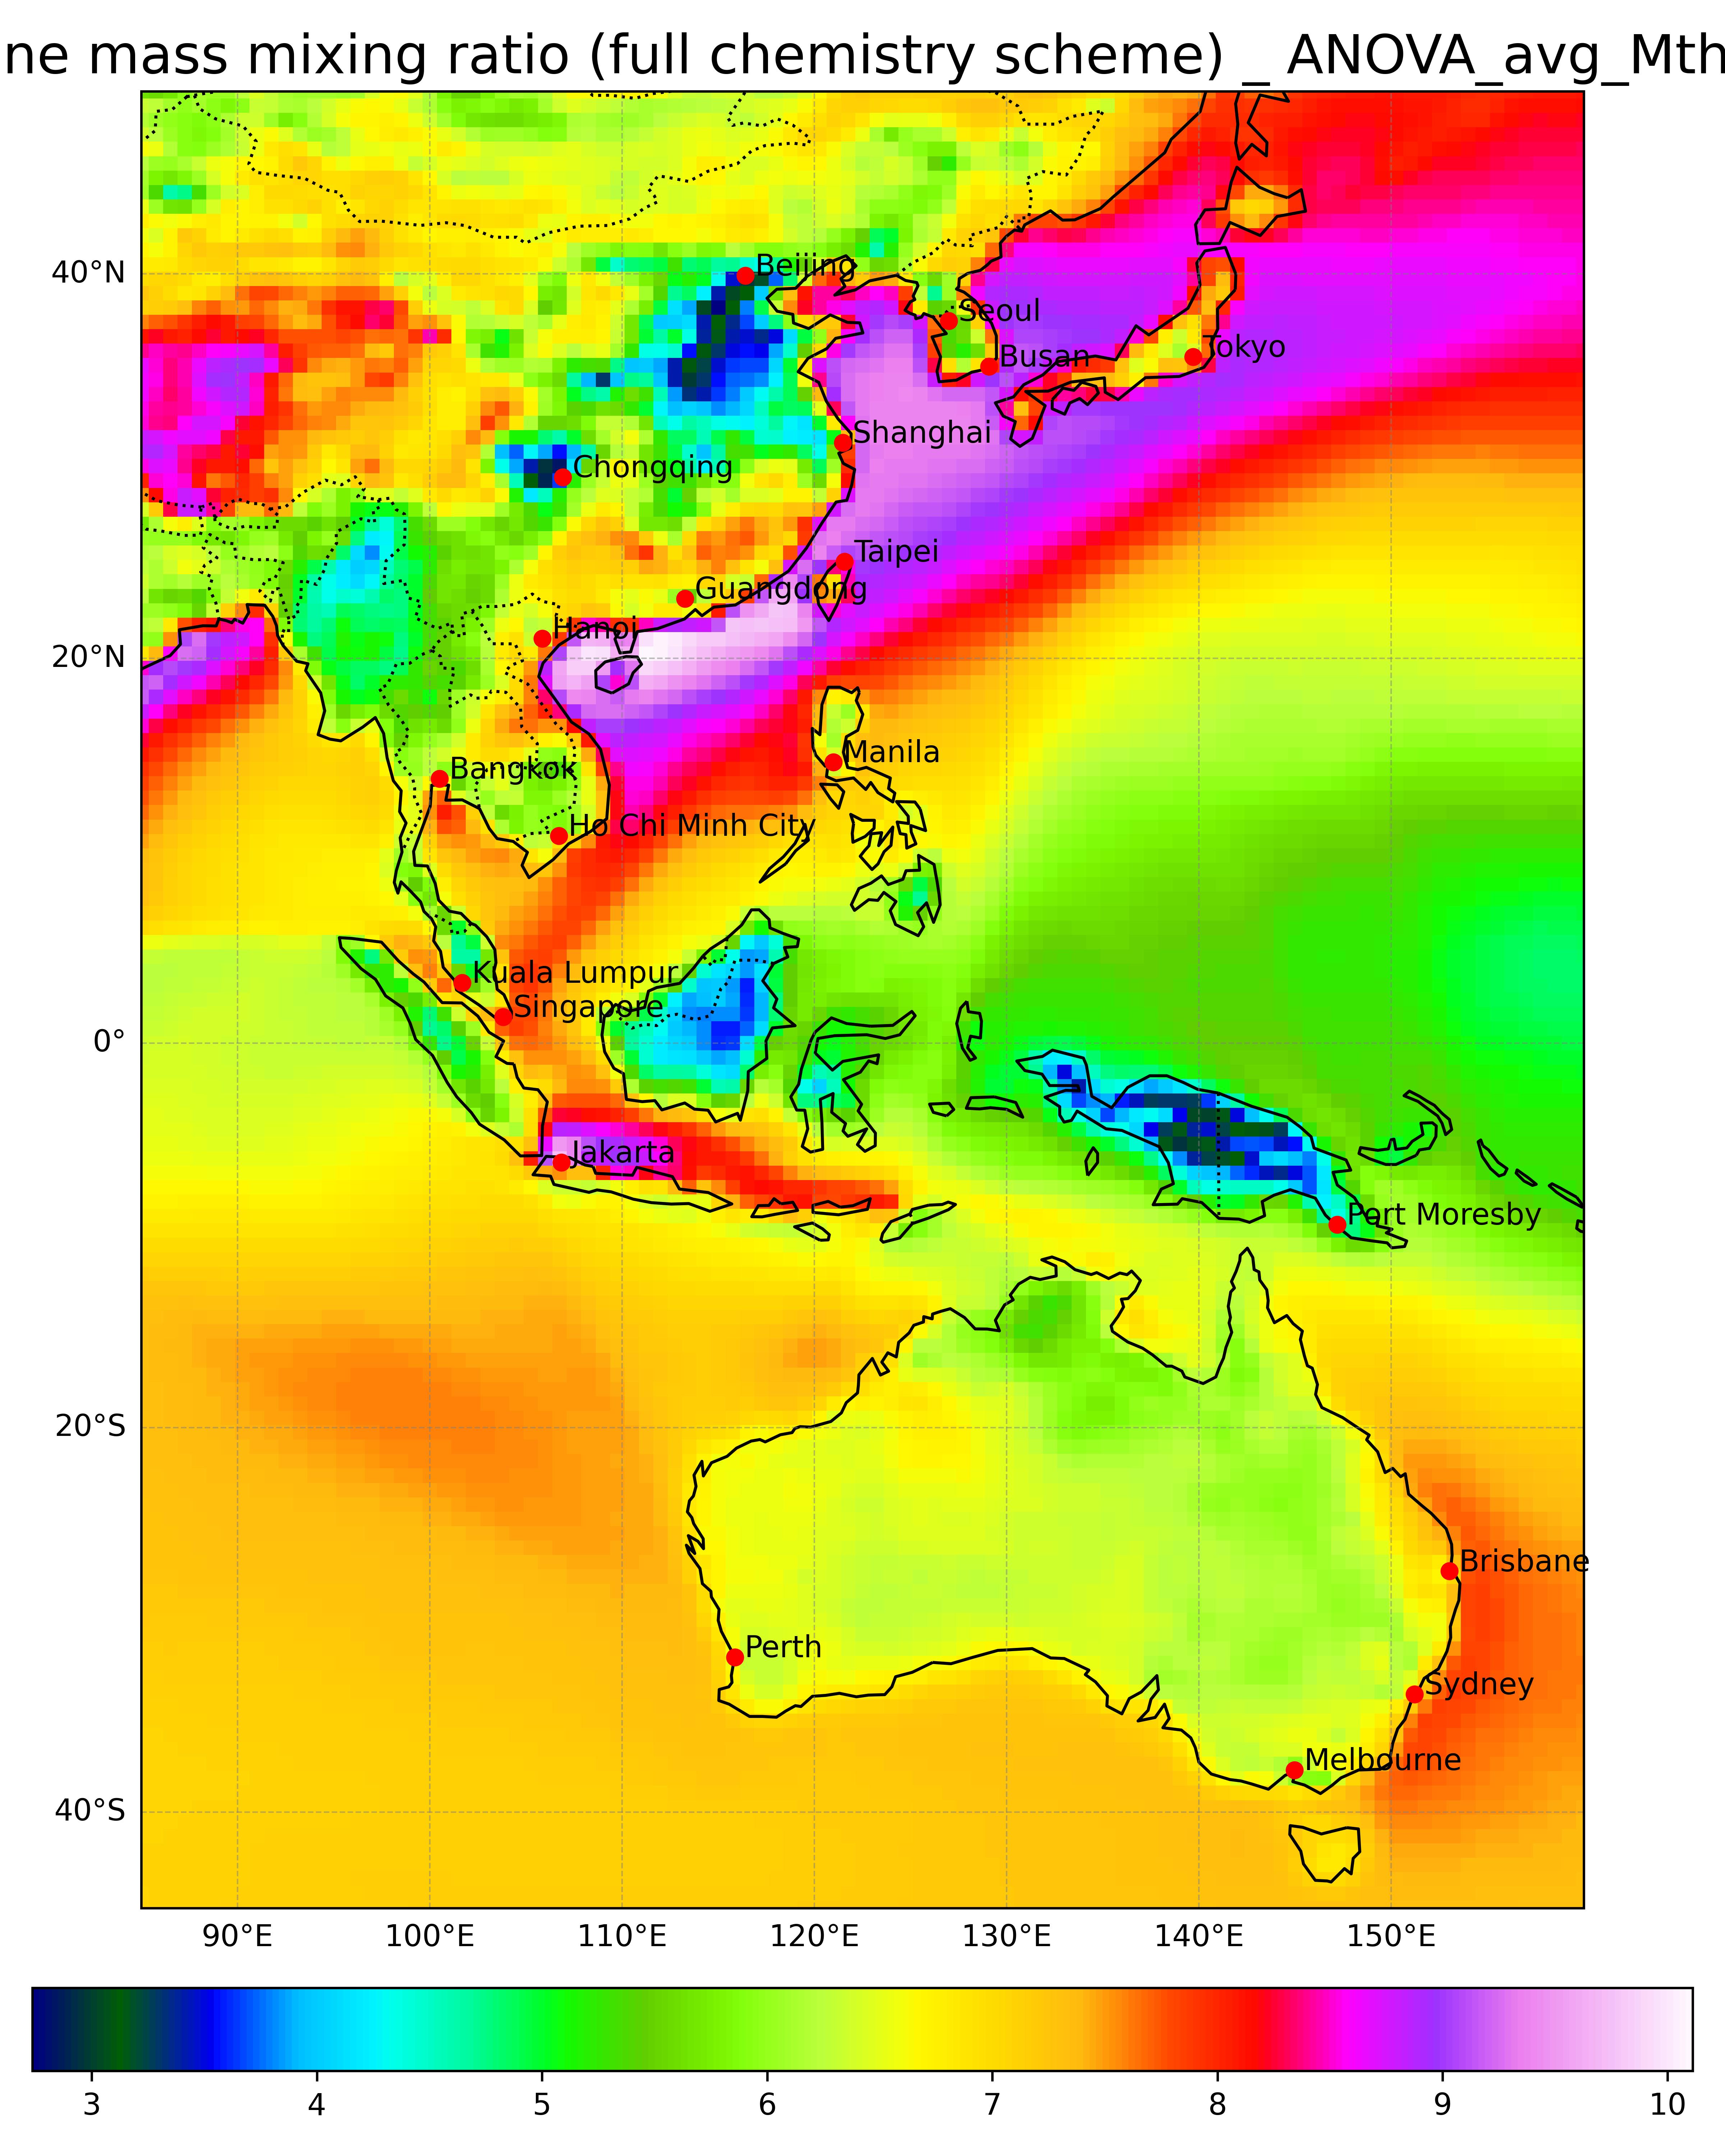 ne mass mixing ratio (full chemistry scheme) _ ANOVA_avg_Mth
40°N
20°N
0°
20°S
40°S
Beijing
Seoul
Busan
Tokyo
Shanghai
Chongqing
Taipei
Guangdong
Hanoi
Manila
Bangkok
Ho Chi Minh City
Kuala Lumpur
Singapore
Jakarta
Port Moresby
Brisbane
Perth
Sydney
Melbourne
90°E 100°E 110°E 120°E 130°E 140°E 150°E
3 4 5 6 7 8 9 10